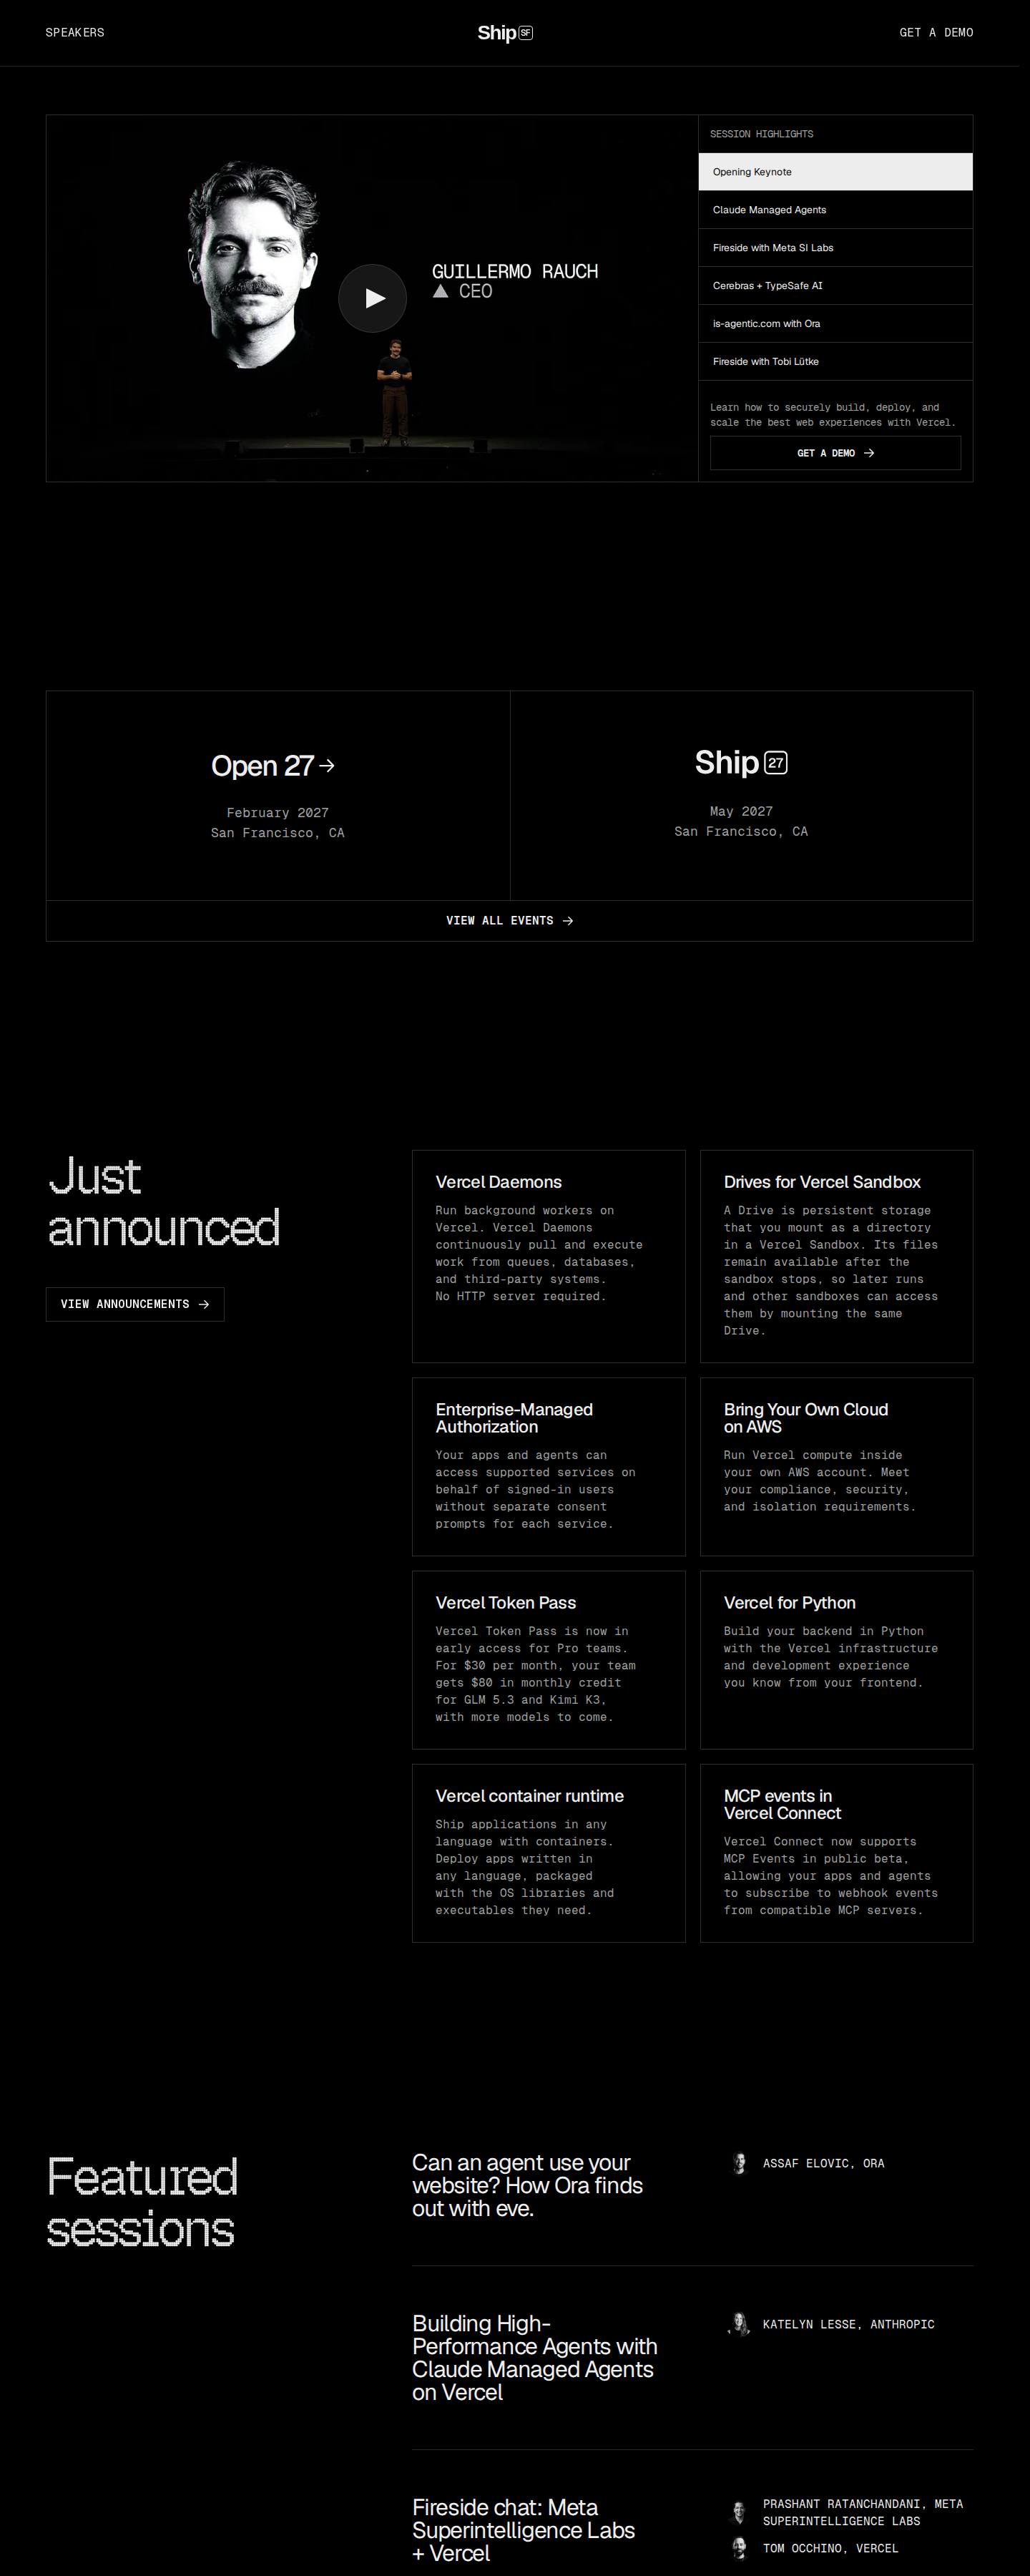 SPEAKERS
Ship SF
GET A DEMO
GUILLERMO RAUCH
CEO
SESSION HIGHLIGHTS
Opening Keynote
Claude Managed Agents
Fireside with Meta SI Labs
Cerebras + TypeSafe AI
is-agentic.com with Ora
Fireside with Tobi Lütke
Learn how to securely build, deploy, and
scale the best web experiences with Vercel.
GET A DEMO →
Open 27→
February 2027
San Francisco, CA
Ship 27
May 2027
San Francisco, CA
VIEW ALL EVENTS →
Just
announced
VIEW ANNOUNCEMENTS →
Vercel Daemons
Run background workers on
Vercel. Vercel Daemons
continuously pull and execute
work from queues, databases,
and third-party systems.
No HTTP server required.
Drives for Vercel Sandbox
A Drive is persistent storage
that you mount as a directory
in a Vercel Sandbox. Its files
remain available after the
sandbox stops, so later runs
and other sandboxes can access
them by mounting the same
Drive.
Enterprise-Managed
Authorization
Your apps and agents can
access supported services on
behalf of signed-in users
without separate consent
prompts for each service.
Bring Your Own Cloud
on AWS
Run Vercel compute inside
your own AWS account. Meet
your compliance, security,
and isolation requirements.
Vercel Token Pass
Vercel Token Pass is now in
early access for Pro teams.
For $30 per month, your team
gets $80 in monthly credit
for GLM 5.3 and Kimi K3,
with more models to come.
Vercel for Python
Build your backend in Python
with the Vercel infrastructure
and development experience
you know from your frontend.
Vercel container runtime
Ship applications in any
language with containers.
Deploy apps written in
any language, packaged
with the OS libraries and
executables they need.
MCP events in
Vercel Connect
Vercel Connect now supports
MCP Events in public beta,
allowing your apps and agents
to subscribe to webhook events
from compatible MCP servers.
Featured
sessions
Can an agent use your
website? How Ora finds
out with eve.
ASSAF ELOVIC, ORA
Building High-
Performance Agents with
Claude Managed Agents
on Vercel
KATELYN LESSE, ANTHROPIC
Fireside chat: Meta
Superintelligence Labs
+ Vercel
PRASHANT RATANCHANDANI, META
SUPERINTELLIGENCE LABS
TOM OCCHINO, VERCEL